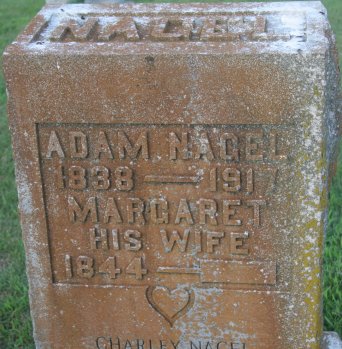 NAGEL
ADAM NAGEL
1838 — 1917
MARGARET
HIS WIFE
1844 —
CHARLEY NAGEL